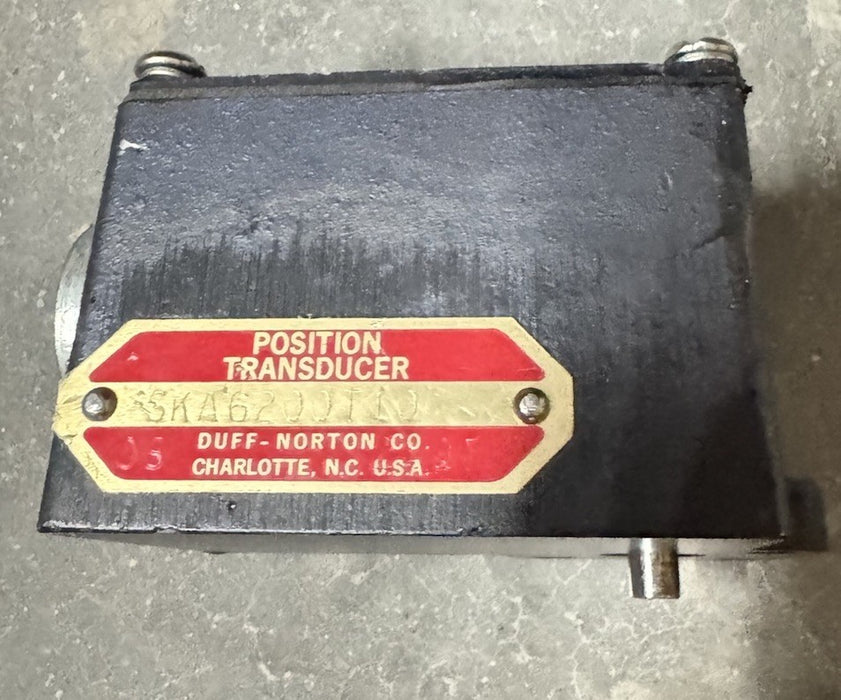 POSITION
TRANSDUCER
DUFF-NORTON CO.
CHARLOTTE, N.C. U.S.A.